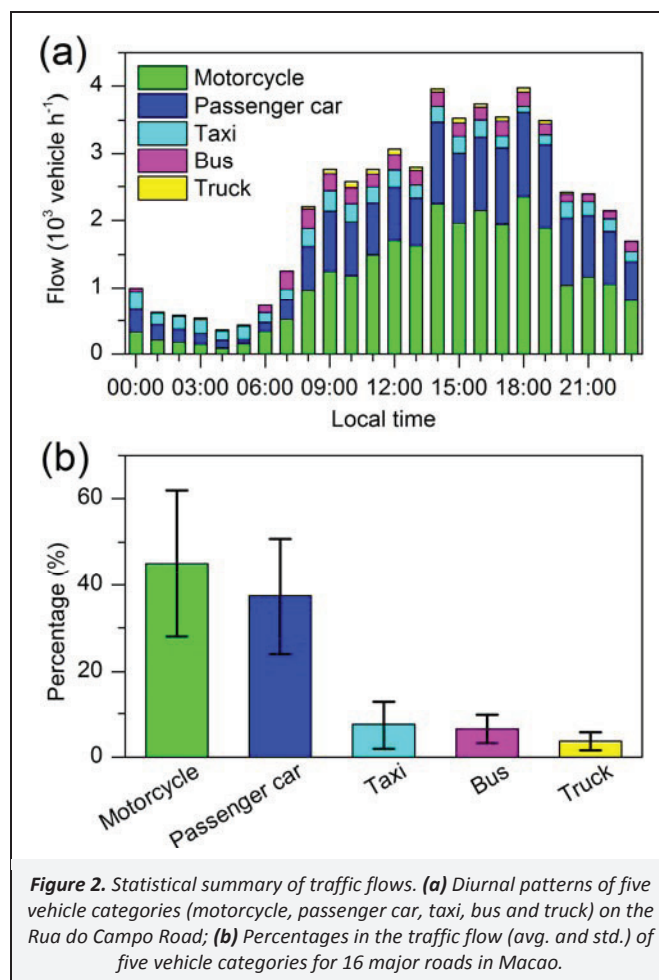 (a)
Motorcycle
Passenger car
Taxi
Bus
Truck
Flow (10³ vehicle h⁻¹)
4
3
2
1
0
00:00 03:00 06:00 09:00 12:00 15:00 18:00 21:00
Local time
(b)
Percentage (%)
60
40
20
0
Motorcycle
Passenger car
Taxi
Bus
Truck
Figure 2. Statistical summary of traffic flows. (a) Diurnal patterns of five
vehicle categories (motorcycle, passenger car, taxi, bus and truck) on the
Rua do Campo Road; (b) Percentages in the traffic flow (avg. and std.) of
five vehicle categories for 16 major roads in Macao.